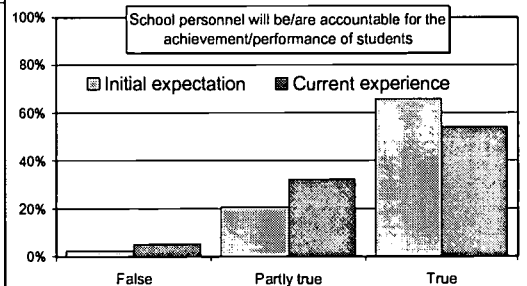 School personnel will be/are accountable for the
achievement/performance of students
Initial expectation Current experience
100%
80%
60%
40%
20%
0%
False Partly true True